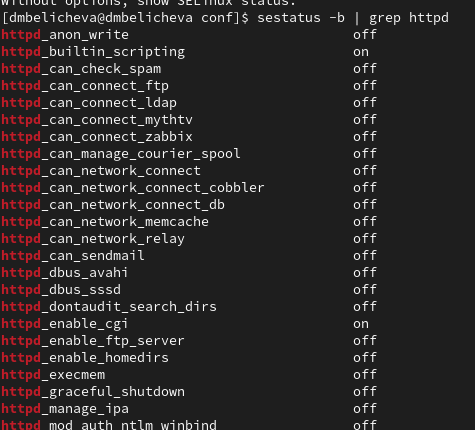 Without options, show SELinux status.
[dmbelicheva@dmbelicheva conf]$ sestatus -b | grep httpd
httpd_anon_write off
httpd_builtin_scripting on
httpd_can_check_spam off
httpd_can_connect_ftp off
httpd_can_connect_ldap off
httpd_can_connect_mythtv off
httpd_can_connect_zabbix off
httpd_can_manage_courier_spool off
httpd_can_network_connect off
httpd_can_network_connect_cobbler off
httpd_can_network_connect_db off
httpd_can_network_memcache off
httpd_can_network_relay off
httpd_can_sendmail off
httpd_dbus_avahi off
httpd_dbus_sssd off
httpd_dontaudit_search_dirs off
httpd_enable_cgi on
httpd_enable_ftp_server off
httpd_enable_homedirs off
httpd_execmem off
httpd_graceful_shutdown off
httpd_manage_ipa off
httpd_mod_auth_ntlm_winbind off